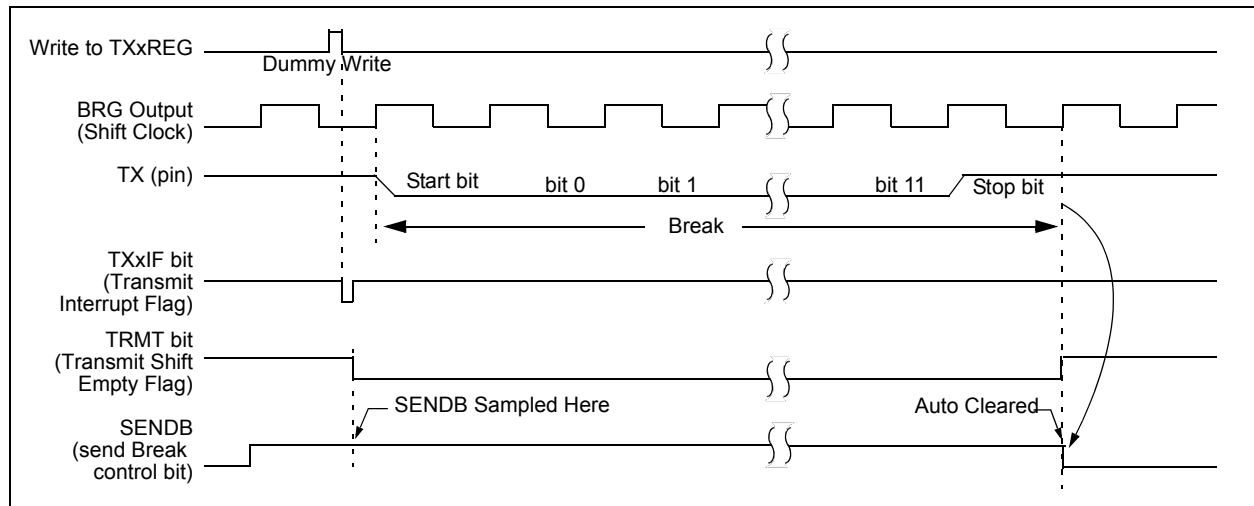 Write to TXxREG
Dummy Write
BRG Output
(Shift Clock)
TX (pin)
Start bit
bit 0
bit 1
bit 11
Stop bit
Break
TXxIF bit
(Transmit
Interrupt Flag)
TRMT bit
(Transmit Shift
Empty Flag)
SENDB Sampled Here
Auto Cleared
SENDB
(send Break
control bit)